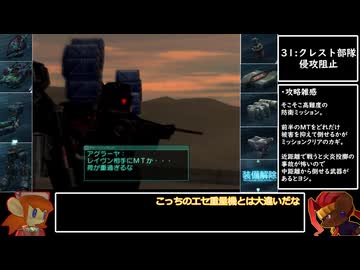 31:クレスト部隊
侵攻阻止
・攻略雑感
そこそこ高難度の
防衛ミッション。
前半のMTをどれだけ
被害を抑えて倒せるかが
ミッションクリアのカギ。
近距離で戦うと火炎投擲の
事故が怖いので
中距離から倒せる武器
があるとヨシ。
アグラーヤ:
レイヴン相手にMTか・・・
荷が重過ぎるな
装備解除
こっちのエセ重量機とは大違いだな